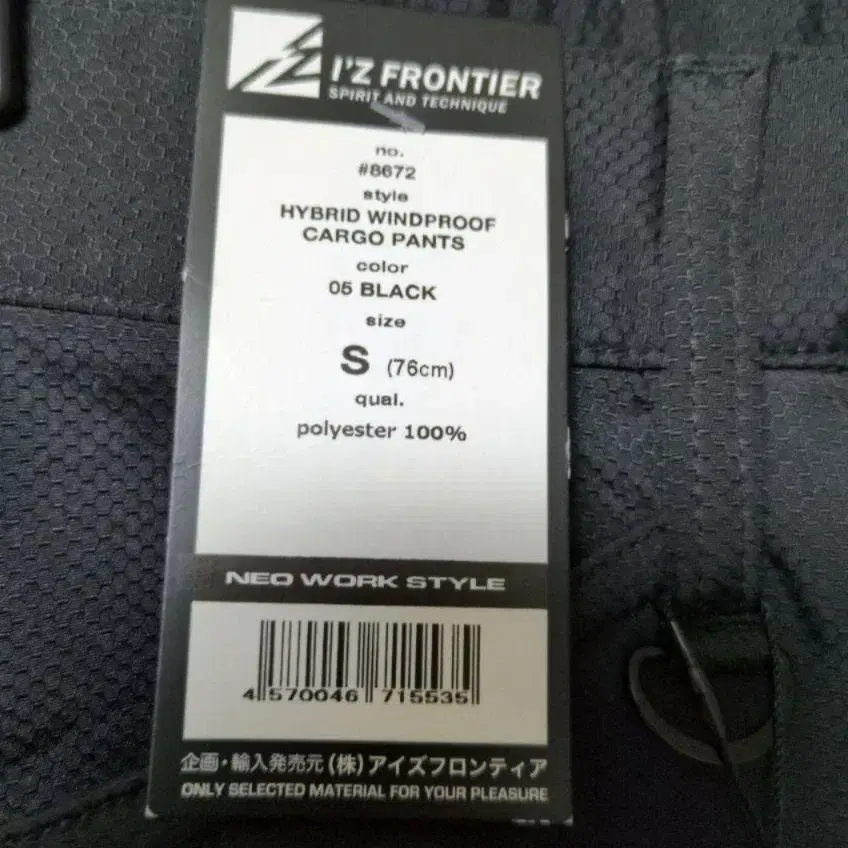 I'Z FRONTIER
SPIRIT AND TECHNIQUE
no.
#8672
style
HYBRID WINDPROOF
CARGO PANTS
color
05 BLACK
size
S (76cm)
qual.
polyester 100%
NEO WORK STYLE
4 570046 715535
企画・輸入発売元(株)アイズフロンティア
ONLY SELECTED MATERIAL FOR YOUR PLEASURE